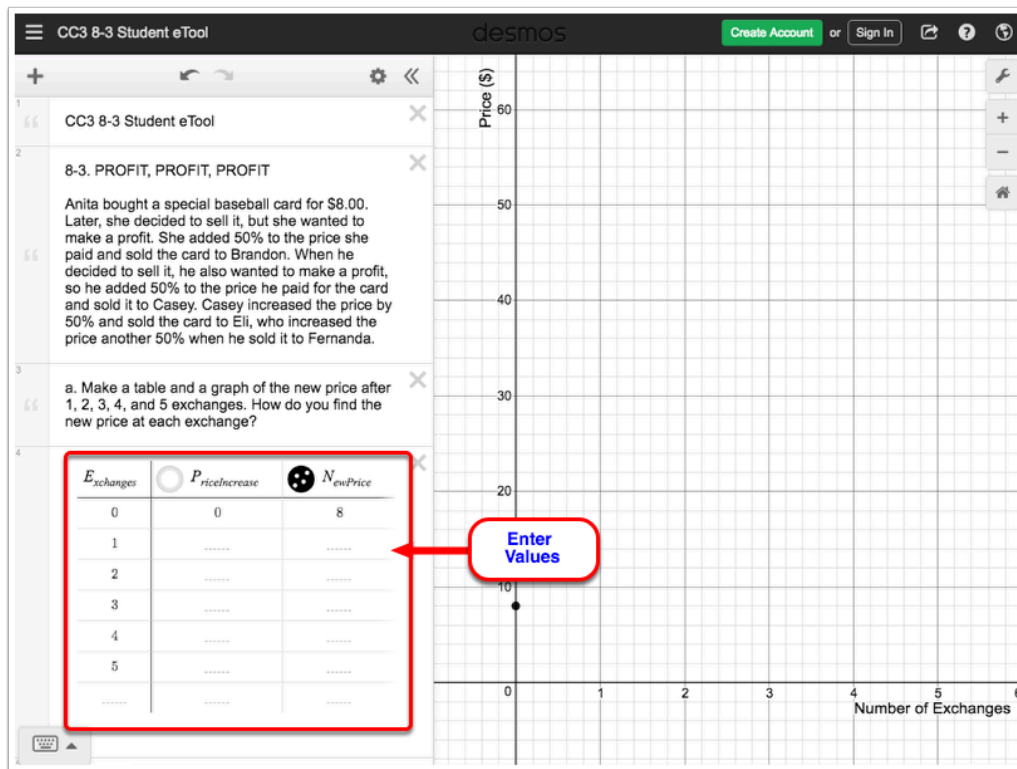 CC3 8-3 Student eTool
desmos
Create Account or Sign In
1
CC3 8-3 Student eTool
2
8-3. PROFIT, PROFIT, PROFIT
Anita bought a special baseball card for $8.00.
Later, she decided to sell it, but she wanted to
make a profit. She added 50% to the price she
paid and sold the card to Brandon. When he
decided to sell it, he also wanted to make a profit,
so he added 50% to the price he paid for the card
and sold it to Casey. Casey increased the price by
50% and sold the card to Eli, who increased the
price another 50% when he sold it to Fernanda.
3
a. Make a table and a graph of the new price after
1, 2, 3, 4, and 5 exchanges. How do you find the
new price at each exchange?
4
Exchanges PriceIncrease NewPrice
0 0 8
1
2
3
4
5
Enter
Values
Price ($)
60
50
40
30
20
10
0 1 2 3 4 5 6
Number of Exchanges